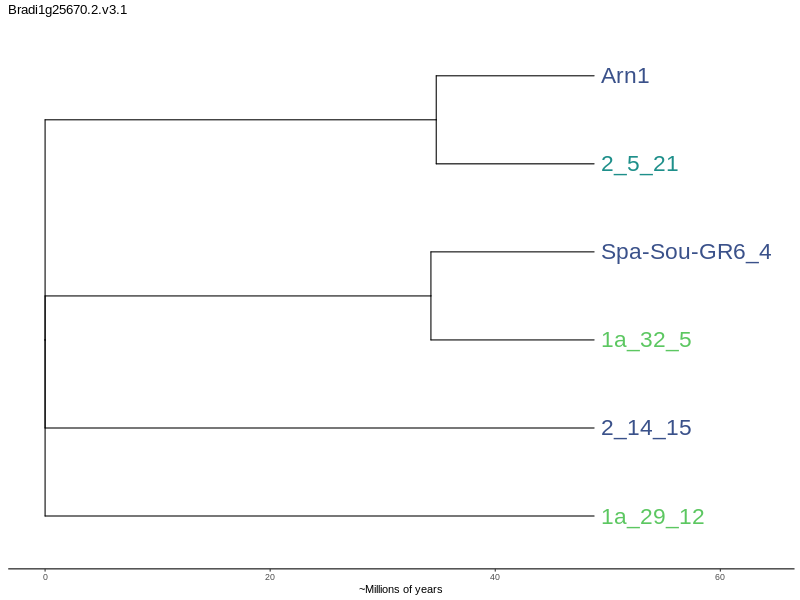 Bradi1g25670.2.v3.1
Arn1
2_5_21
Spa-Sou-GR6_4
1a_32_5
2_14_15
1a_29_12
0 20 40 60
~Millions of years